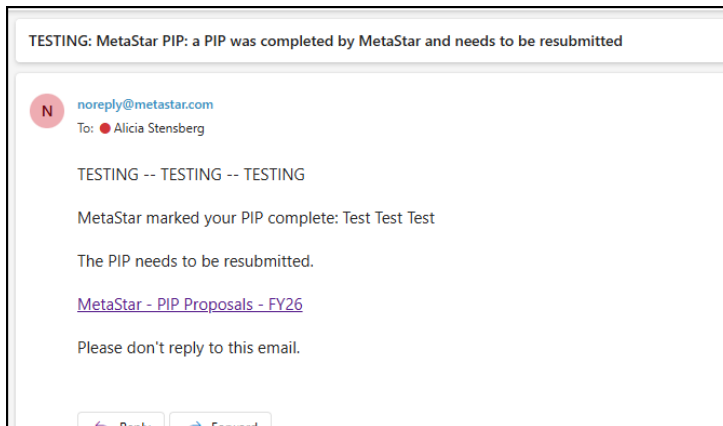 TESTING: MetaStar PIP: a PIP was completed by MetaStar and needs to be resubmitted
N
noreply@metastar.com
To: Alicia Stensberg
TESTING -- TESTING -- TESTING
MetaStar marked your PIP complete: Test Test Test
The PIP needs to be resubmitted.
MetaStar - PIP Proposals - FY26
Please don't reply to this email.
Reply Forward